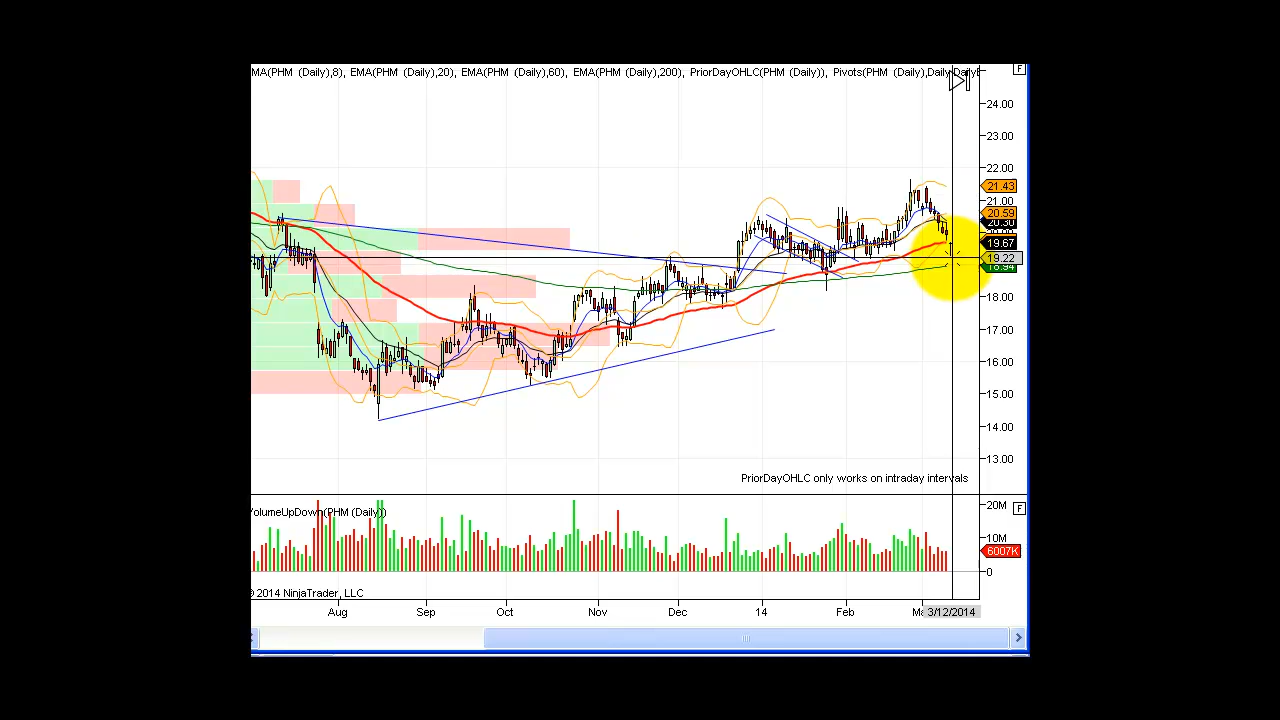 MA(PHM (Daily),8), EMA(PHM (Daily),20), EMA(PHM (Daily),60), EMA(PHM (Daily),200), PriorDayOHLC(PHM (Daily)), Pivots(PHM (Daily),Daily
F
24.00
23.00
22.00
21.43
21.00
20.59
19.67
19.22
18.94
18.00
17.00
16.00
15.00
14.00
13.00
PriorDayOHLC only works on intraday intervals
VolumeUpDown(PHM (Daily))
20M
F
10M
6007K
0
© 2014 NinjaTrader, LLC
Aug Sep Oct Nov Dec 14 Feb 3/12/2014